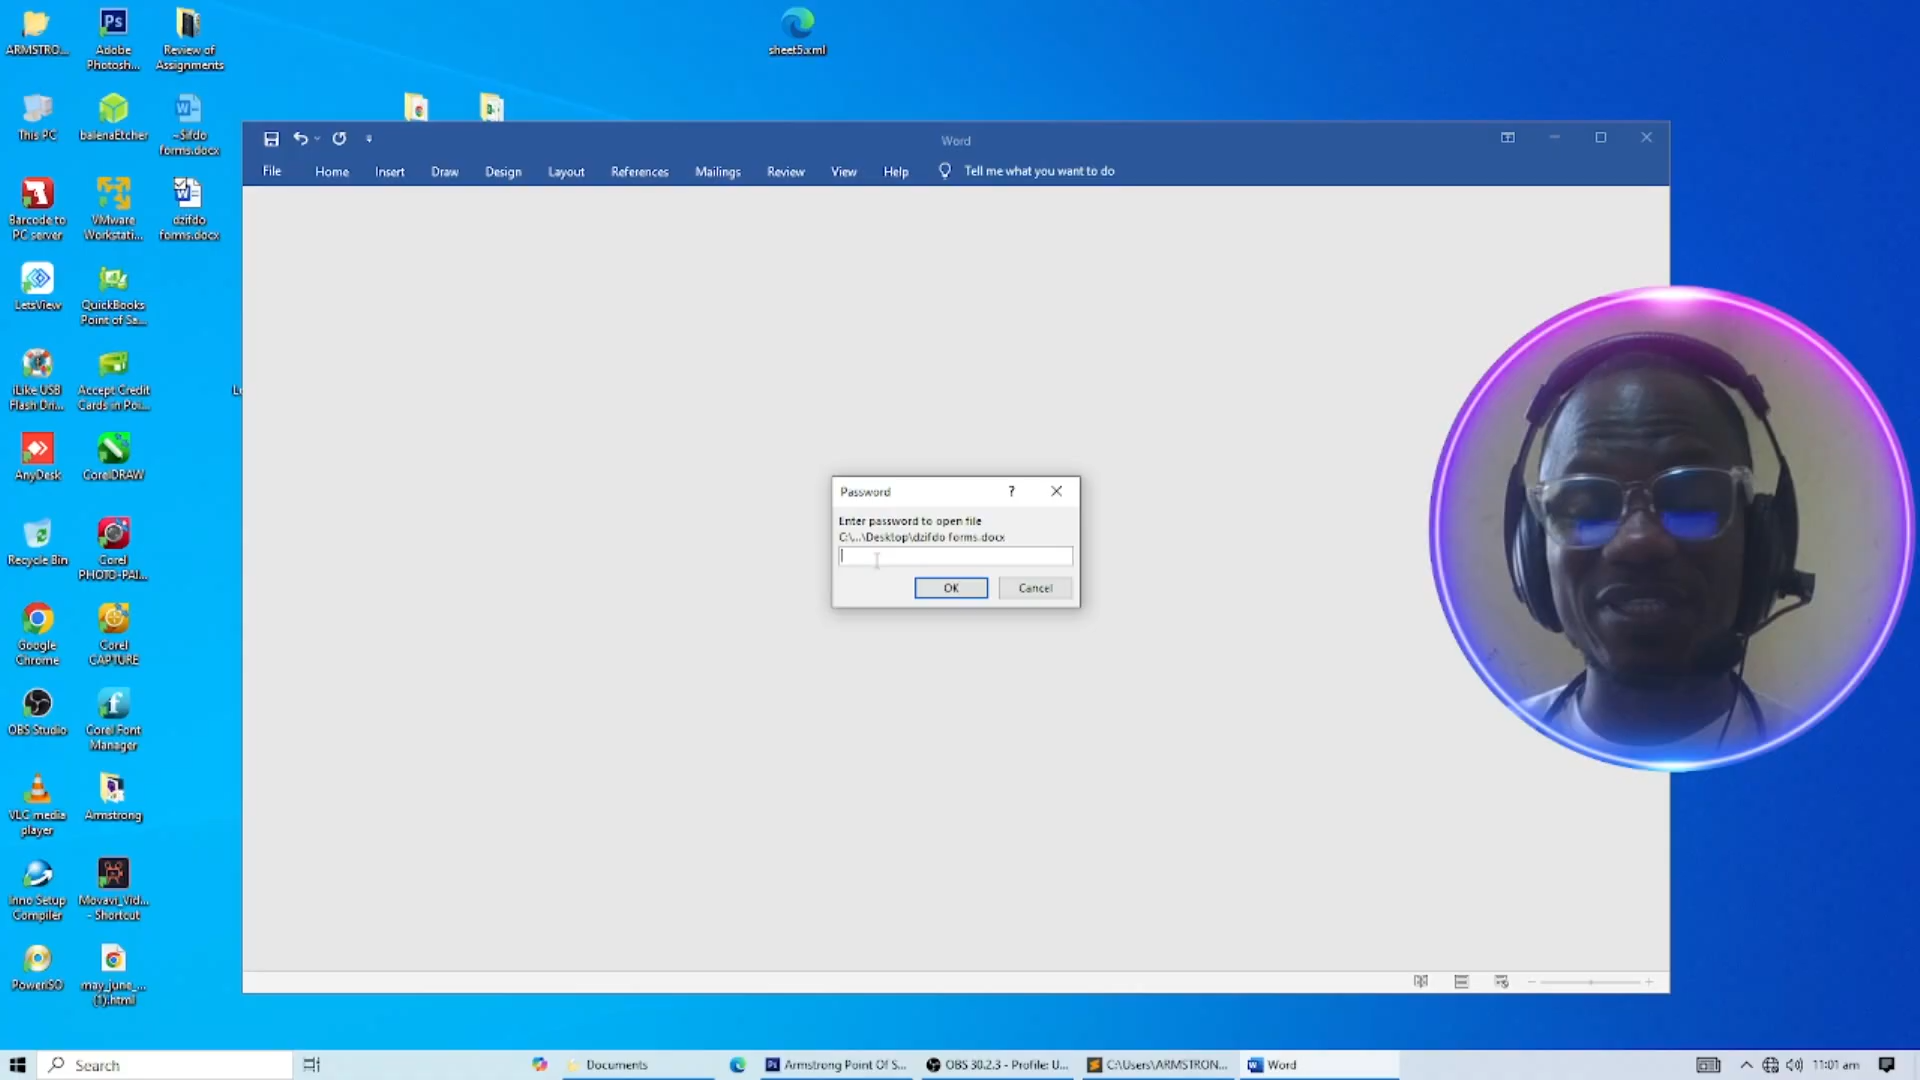 ARMSTRO...
Adobe
Photosh...
Review of
Assignments
sheet5.xml
This PC
balenaEtcher
~$ifdo
forms.docx
Barcode to
PC server
VMware
Workstati...
dzifdo
forms.docx
LetsView
QuickBooks
Point of Sa...
iLike USB
Flash Dri...
Accept Credit
Cards in Poi...
AnyDesk
CorelDRAW
Recycle Bin
Corel
PHOTO-PAI...
Google
Chrome
Corel
CAPTURE
OBS Studio
Corel Font
Manager
VLC media
player
Armstrong
Inno Setup
Compiler
Movavi_Vid...
- Shortcut
PowerISO
may_june_...
(1).html
Word
File Home Insert Draw Design Layout References Mailings Review View Help Tell me what you want to do
Password ?
Enter password to open file
C:\...\Desktop\dzifdo forms.docx
OK Cancel
Search
Documents
Armstrong Point Of S...
OBS 30.2.3 - Profile: U...
C:\Users\ARMSTRON...
Word
11:01 am